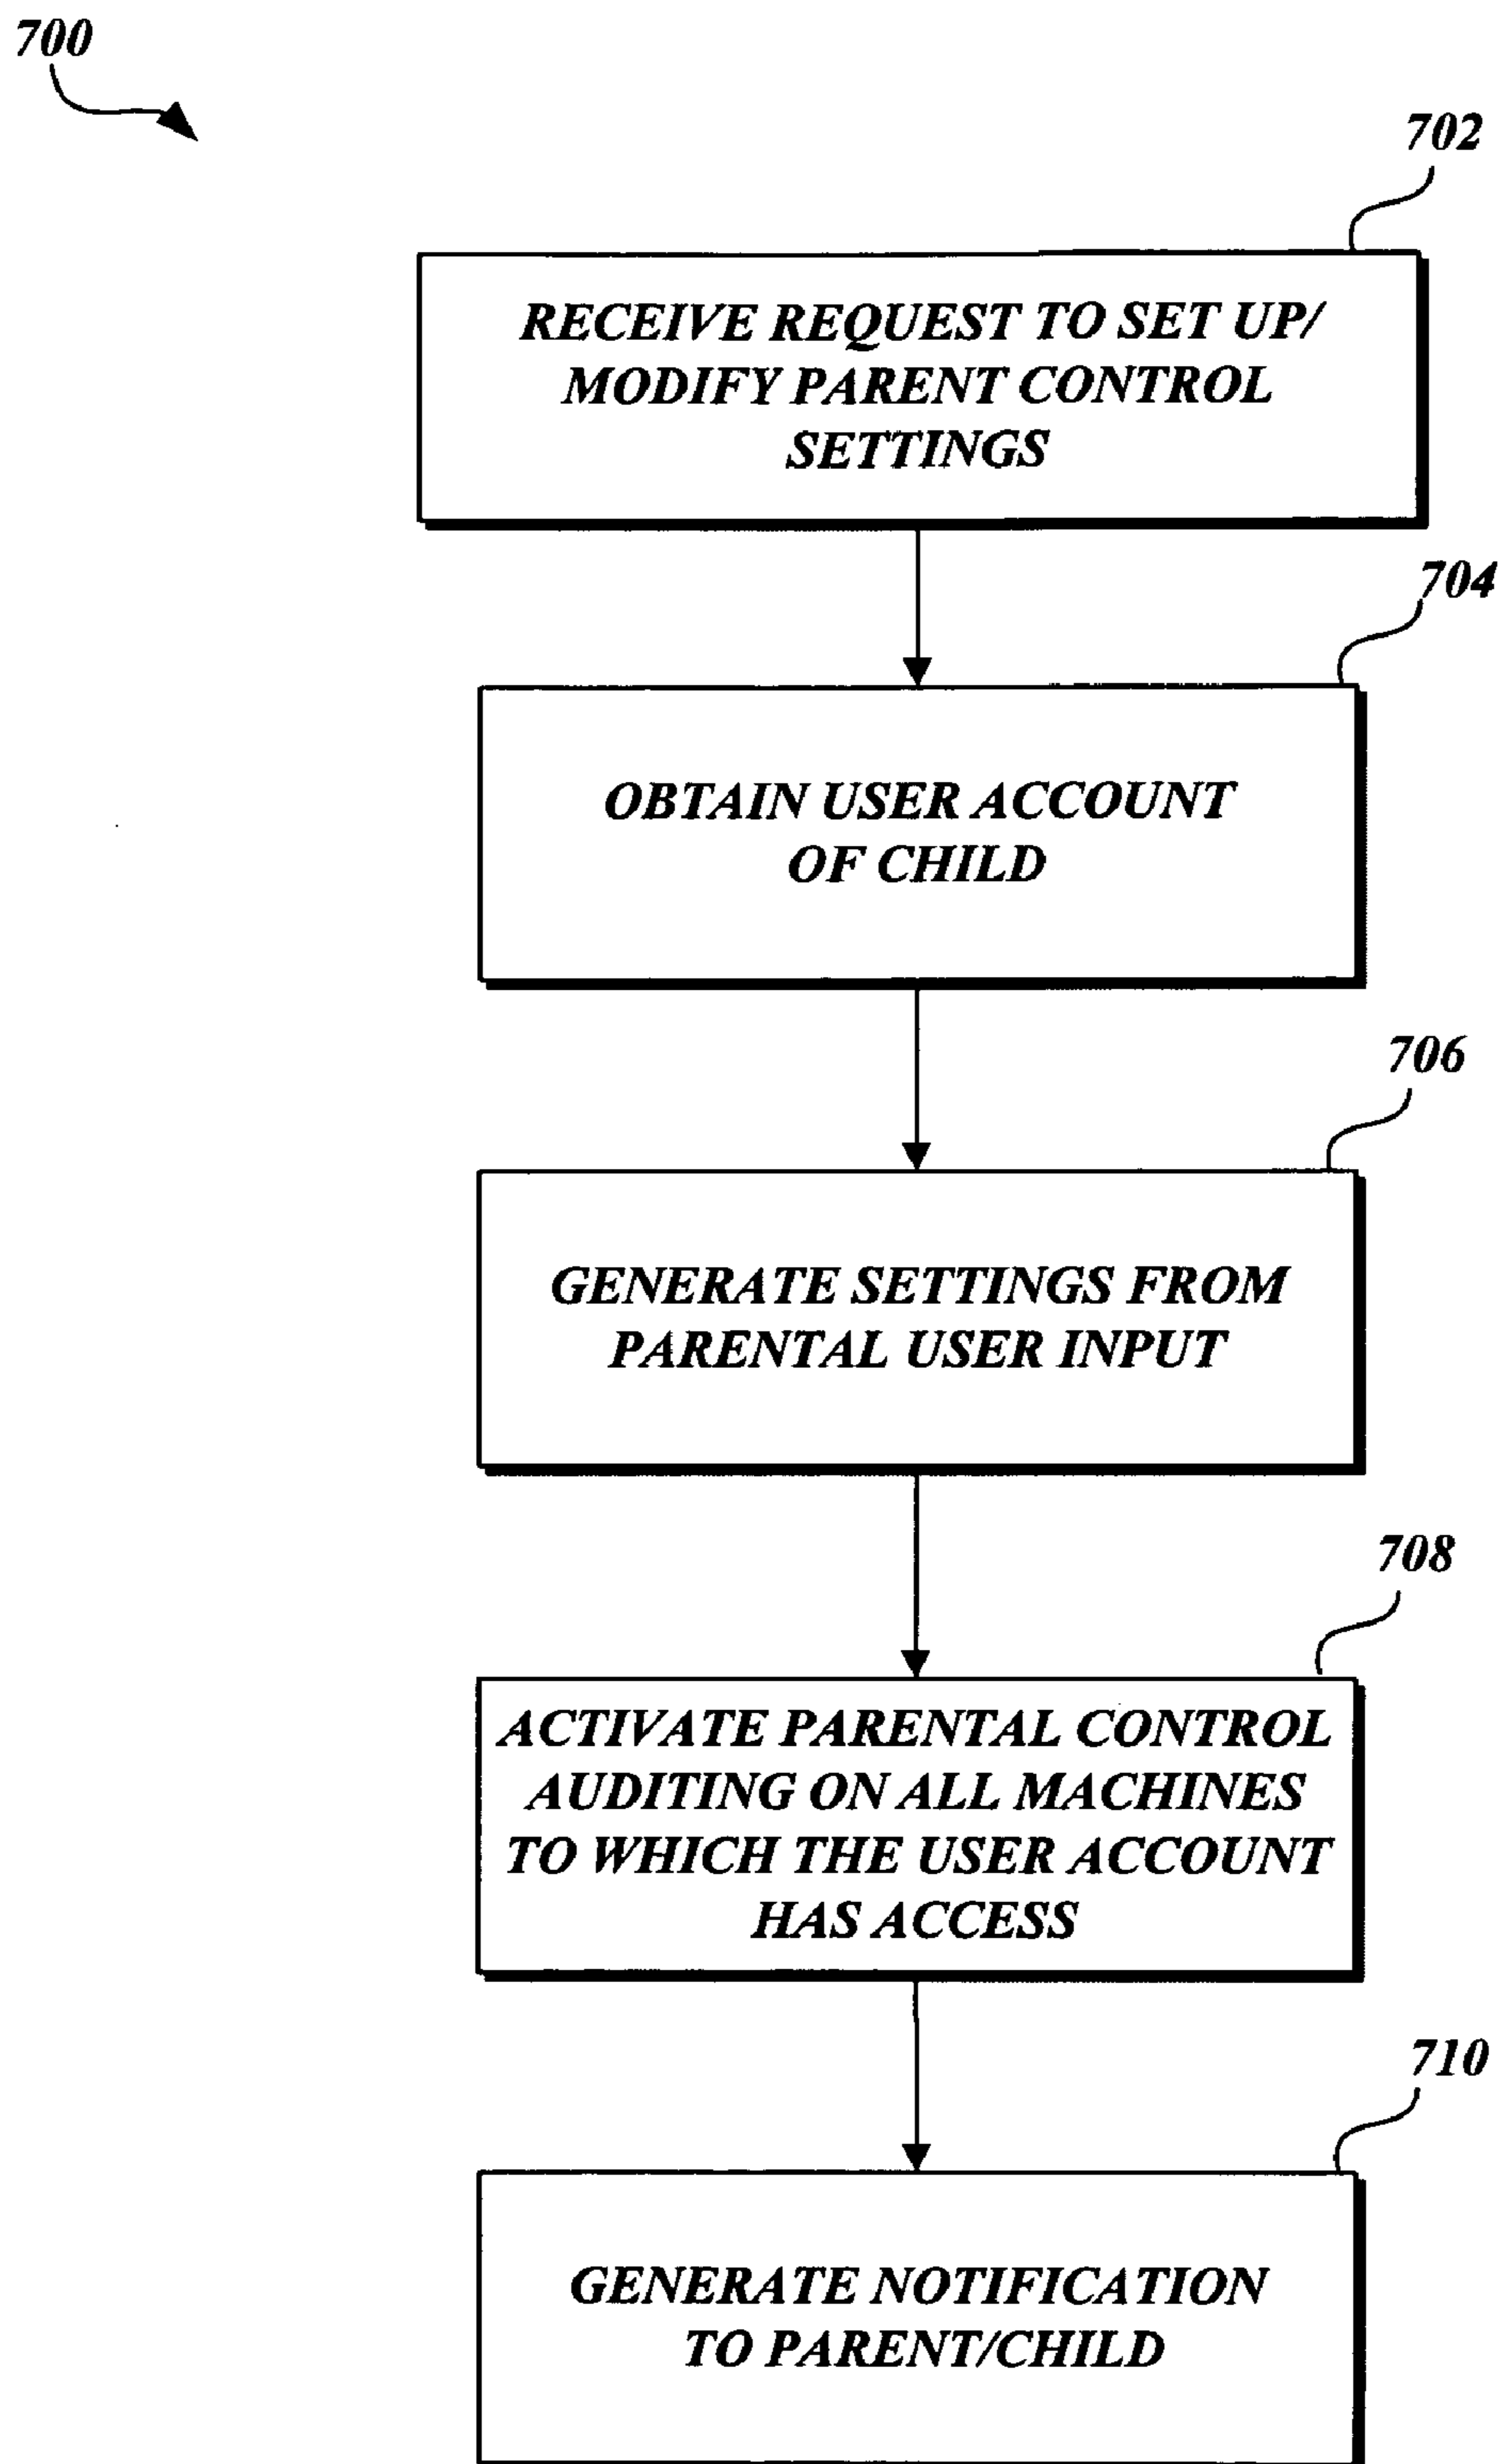 700
702
RECEIVE REQUEST TO SET UP/
MODIFY PARENT CONTROL
SETTINGS
704
OBTAIN USER ACCOUNT
OF CHILD
706
GENERATE SETTINGS FROM
PARENTAL USER INPUT
708
ACTIVATE PARENTAL CONTROL
AUDITING ON ALL MACHINES
TO WHICH THE USER ACCOUNT
HAS ACCESS
710
GENERATE NOTIFICATION
TO PARENT/CHILD